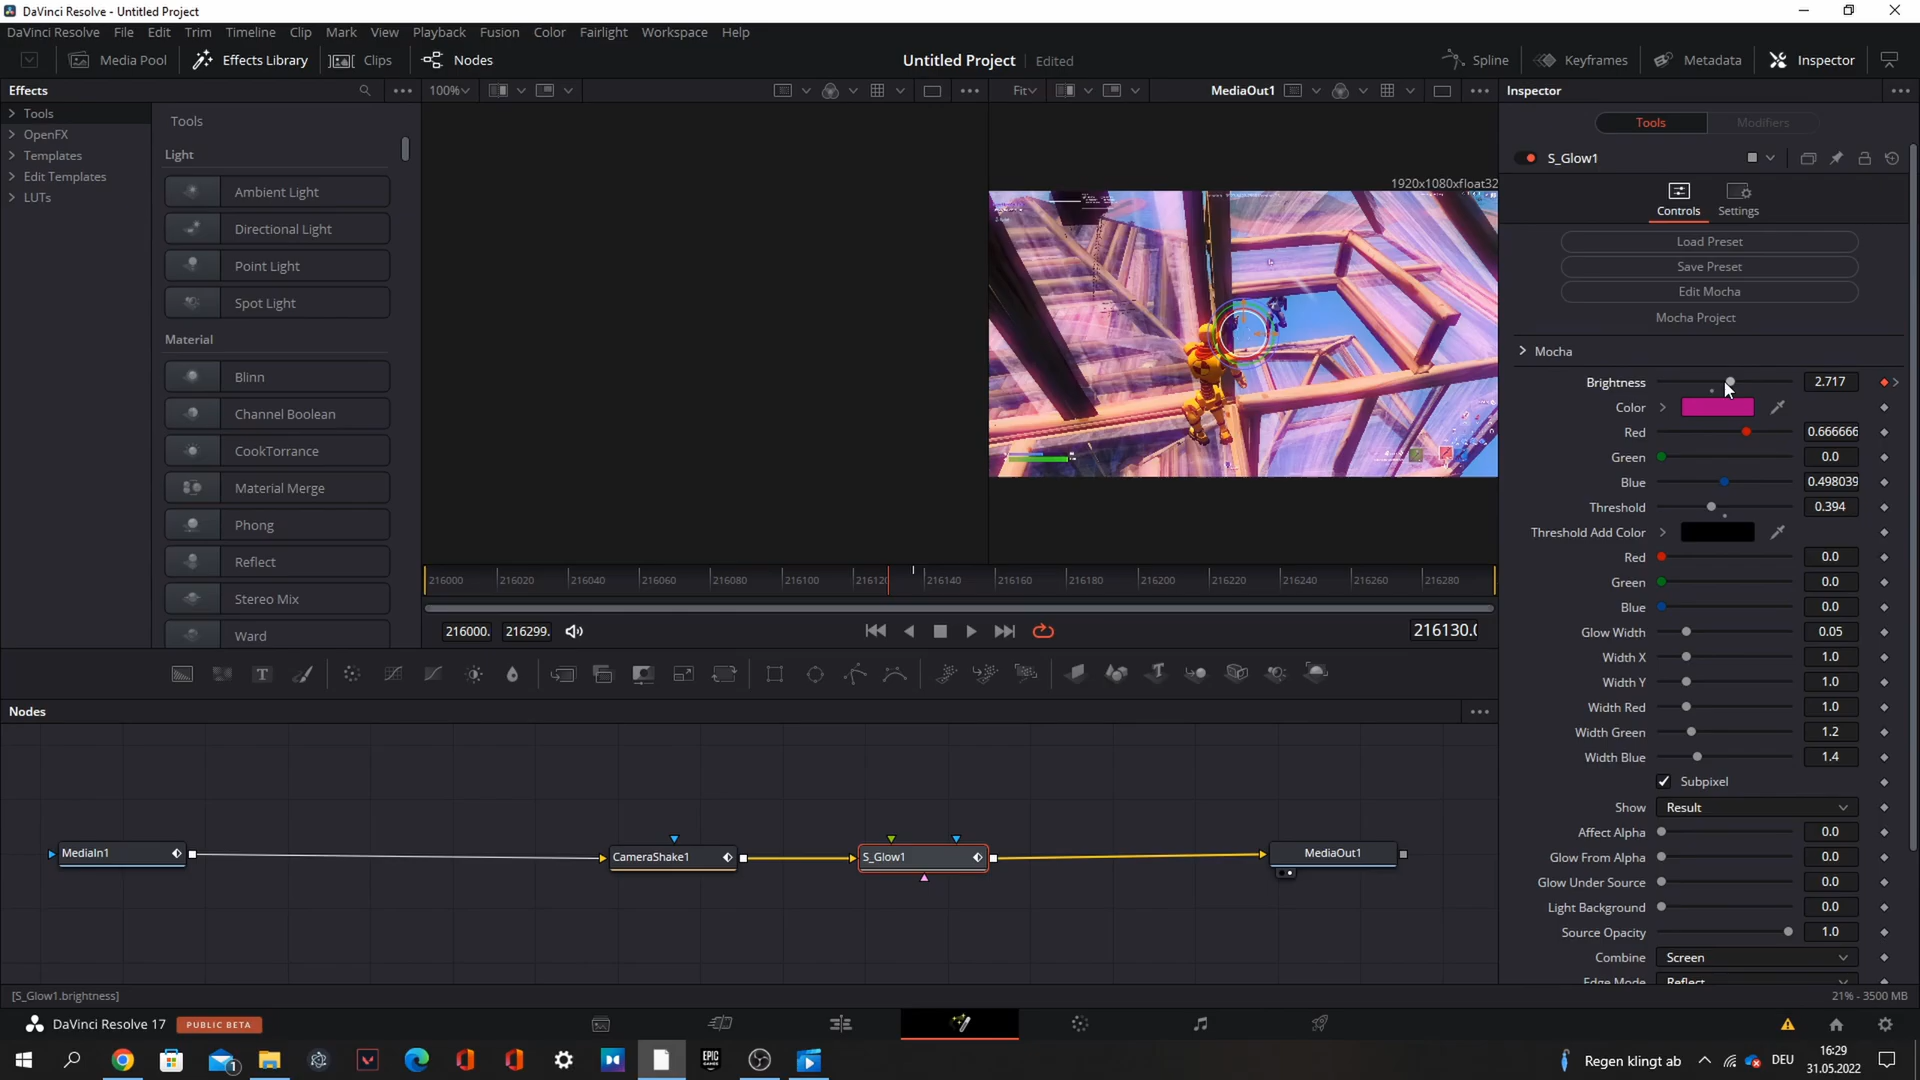 DaVinci Resolve - Untitled Project
DaVinci Resolve File Edit Trim Timeline Clip Mark View Playback Fusion Color Fairlight Workspace Help
Media Pool Effects Library Clips Nodes Untitled Project Edited Spline Keyframes Metadata Inspector
Effects 100% Fit MediaOut1 Inspector
Tools
OpenFX
Templates
Edit Templates
LUTs
Tools
Light
Ambient Light
Directional Light
Point Light
Spot Light
Material
Blinn
Channel Boolean
CookTorrance
Material Merge
Phong
Reflect
Stereo Mix
Ward
1920x1080xfloat32
216000 216020 216040 216060 216080 216100 21612 216140 216160 216180 216200 216220 216240 216260 216280
216000. 216299. 216130.0
Tools Modifiers
S_Glow1
Controls Settings
Load Preset
Save Preset
Edit Mocha
Mocha Project
Mocha
Brightness 2.717
Color
Red 0.666666
Green 0.0
Blue 0.498039
Threshold 0.394
Threshold Add Color
Red 0.0
Green 0.0
Blue 0.0
Glow Width 0.05
Width X 1.0
Width Y 1.0
Width Red 1.0
Width Green 1.2
Width Blue 1.4
Subpixel
Show Result
Affect Alpha 0.0
Glow From Alpha 0.0
Glow Under Source 0.0
Light Background 0.0
Source Opacity 1.0
Combine Screen
Edge Mode Reflect
Nodes
MediaIn1 CameraShake1 S_Glow1 MediaOut1
[S_Glow1.brightness] 21% - 3500 MB
DaVinci Resolve 17 PUBLIC BETA
1 EPIC GAMES Regen klingt ab DEU 16:29
31.05.2022